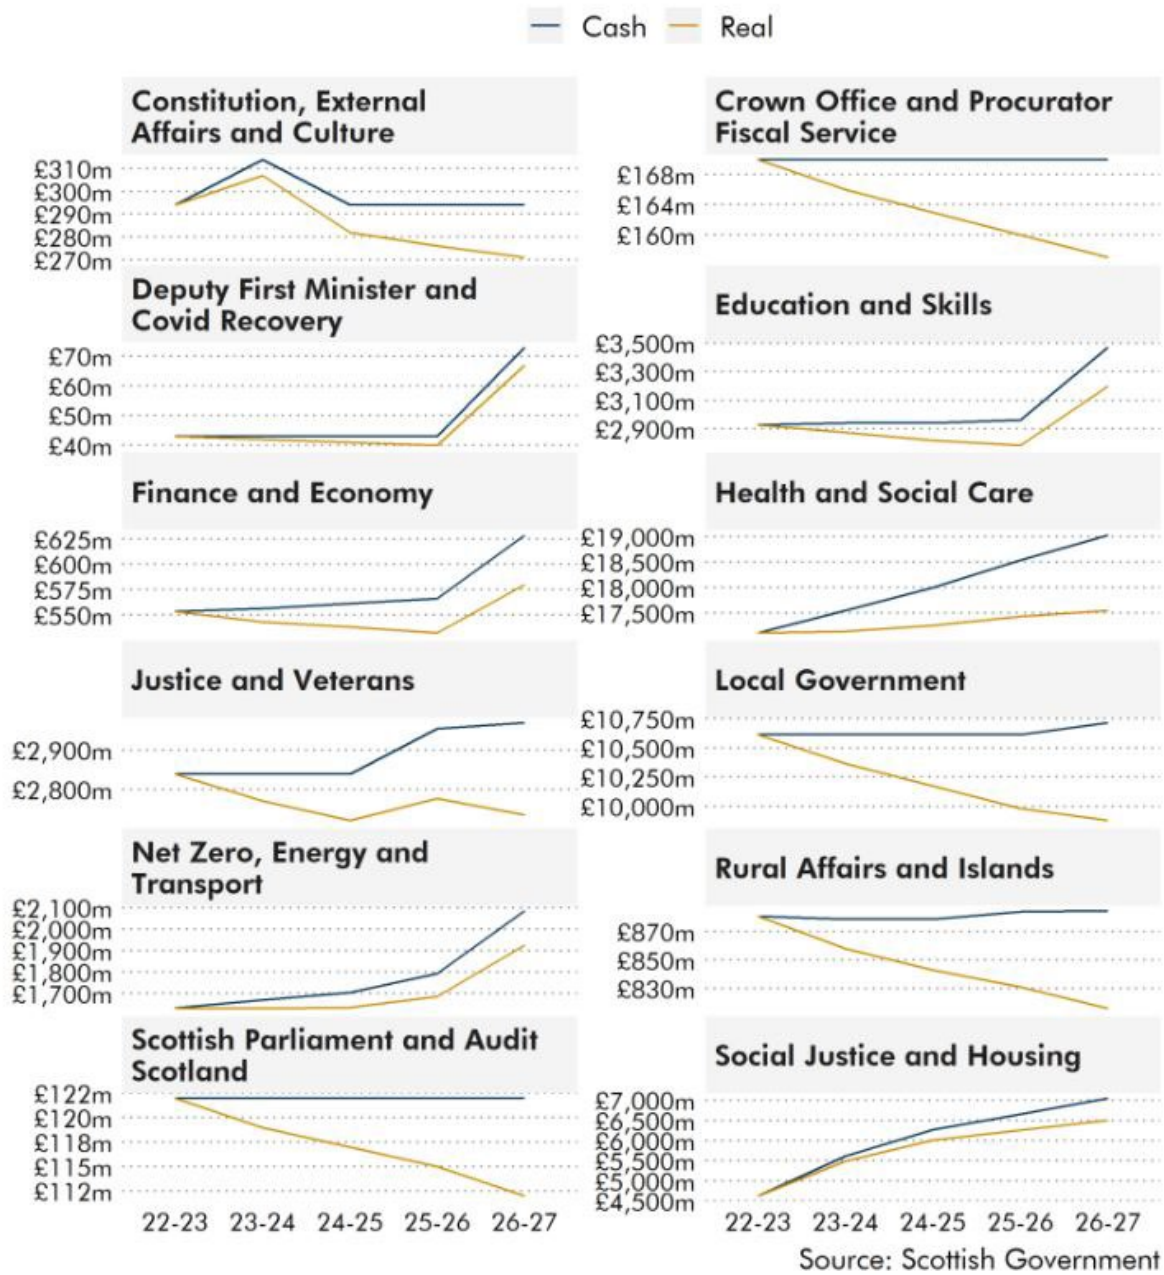 Cash Real
Constitution, External
Affairs and Culture
£310m
£300m
£290m
£280m
£270m
Crown Office and Procurator
Fiscal Service
£168m
£164m
£160m
Deputy First Minister and
Covid Recovery
£70m
£60m
£50m
£40m
Education and Skills
£3,500m
£3,300m
£3,100m
£2,900m
Finance and Economy
£625m
£600m
£575m
£550m
Health and Social Care
£19,000m
£18,500m
£18,000m
£17,500m
Justice and Veterans
£2,900m
£2,800m
Local Government
£10,750m
£10,500m
£10,250m
£10,000m
Net Zero, Energy and
Transport
£2,100m
£2,000m
£1,900m
£1,800m
£1,700m
Rural Affairs and Islands
£870m
£850m
£830m
Scottish Parliament and Audit
Scotland
£122m
£120m
£118m
£115m
£112m
22-23 23-24 24-25 25-26 26-27
Social Justice and Housing
£7,000m
£6,500m
£6,000m
£5,500m
£5,000m
£4,500m
22-23 23-24 24-25 25-26 26-27
Source: Scottish Government